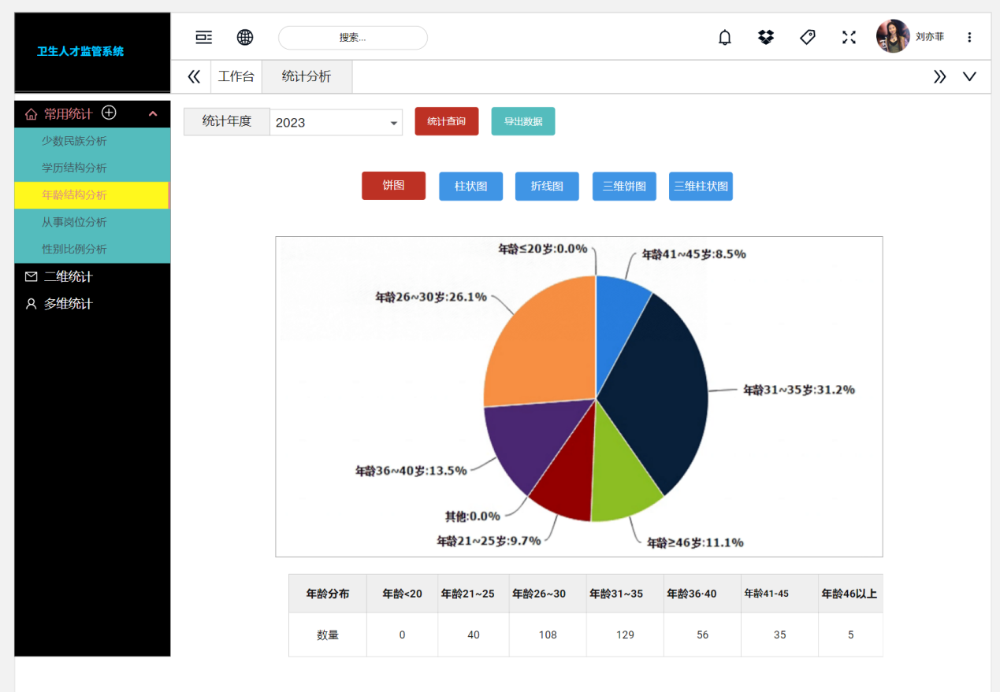 卫生人才监管系统
搜索...
刘亦菲
工作台
统计分析
常用统计
少数民族分析
学历结构分析
年龄结构分析
从事岗位分析
性别比例分析
二维统计
多维统计
统计年度
2023
统计查询
导出数据
饼图
柱状图
折线图
三维饼图
三维柱状图
年龄≤20岁:0.0%
年龄41~45岁:8.5%
年龄26~30岁:26.1%
年龄31~35岁:31.2%
年龄36~40岁:13.5%
其他:0.0%
年龄21~25岁:9.7%
年龄≥46岁:11.1%
年龄分布 年龄<20 年龄21~25 年龄26~30 年龄31~35 年龄36·40 年龄41-45 年龄46以上
数量 0 40 108 129 56 35 5